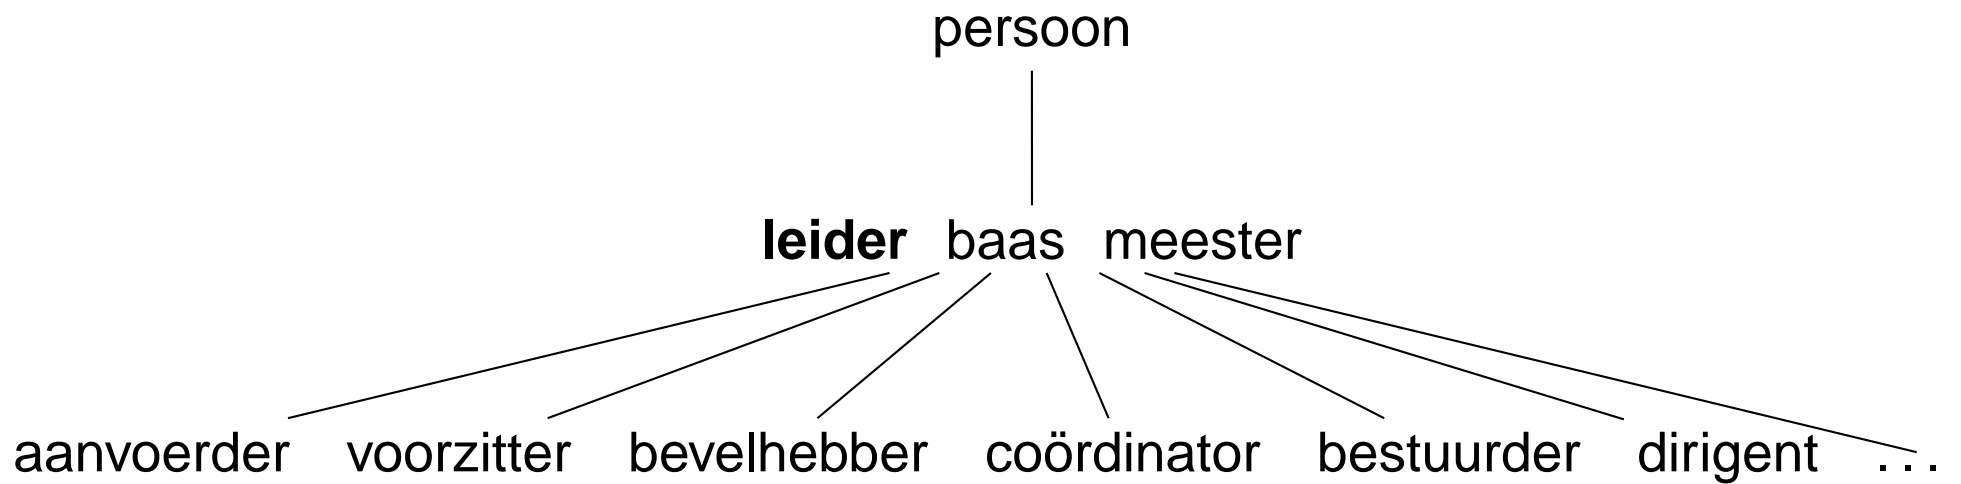 persoon
leider baas meester
aanvoerder voorzitter bevelhebber coördinator bestuurder dirigent ...